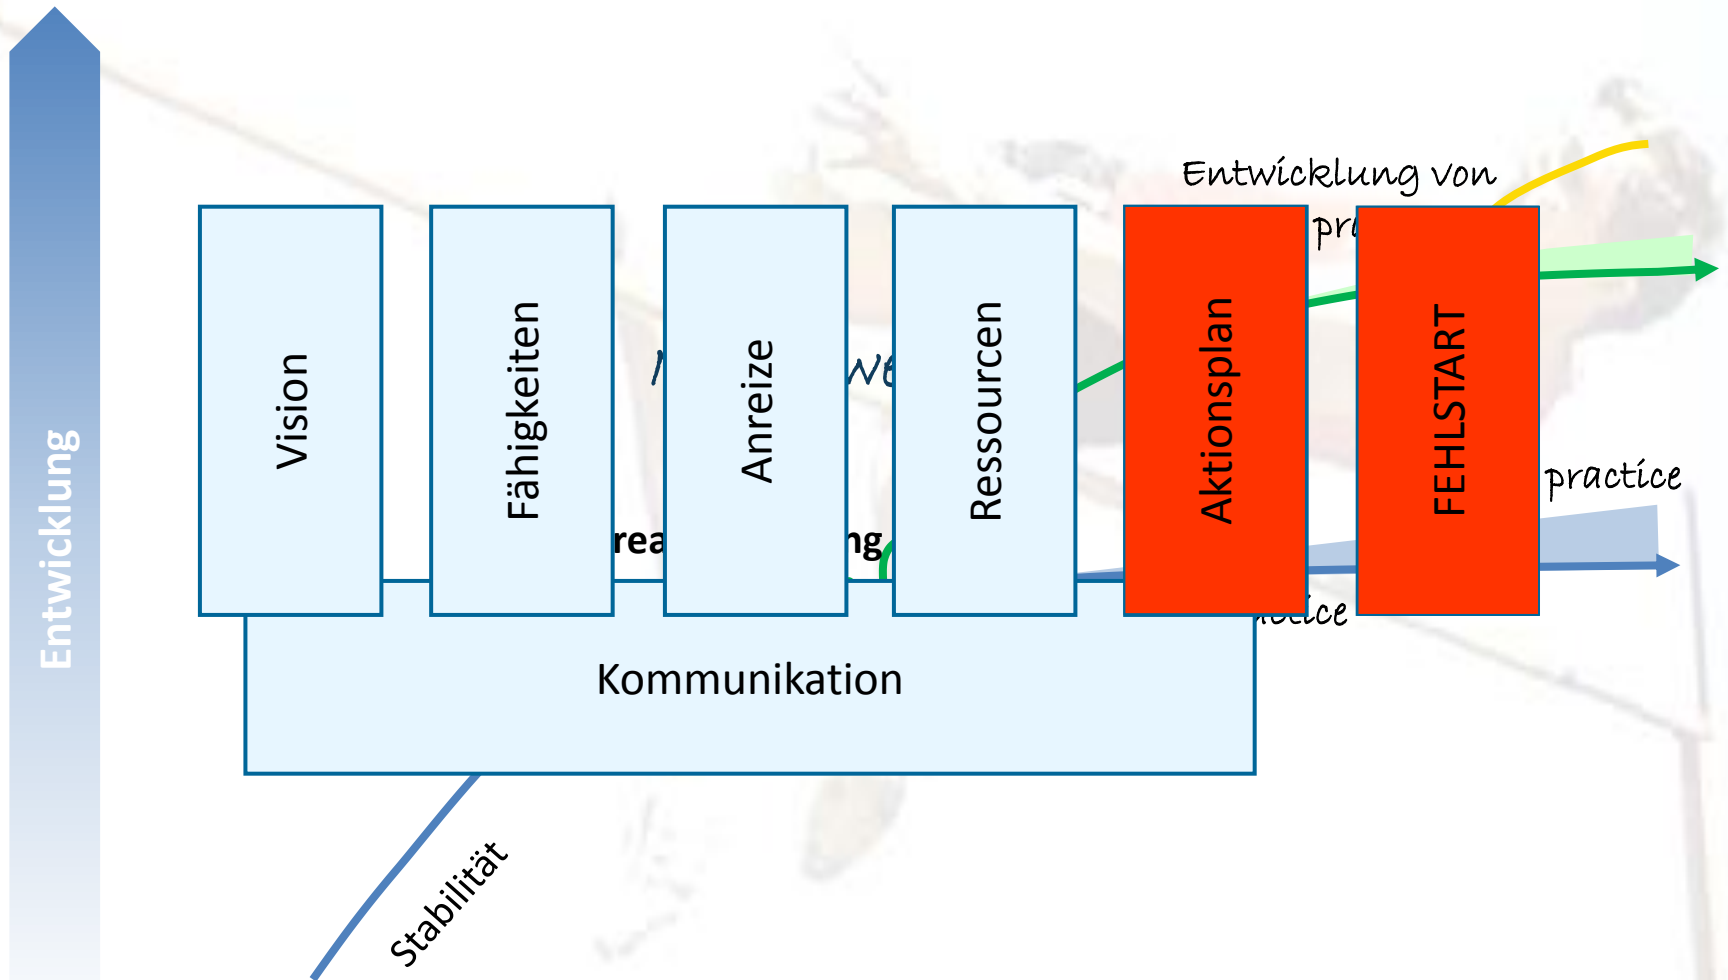 Entwicklung von
Entwicklung
Vision
Fähigkeiten
Anreize
Ressourcen
Aktionsplan
FEHLSTART
practice
Kommunikation
Stabilität